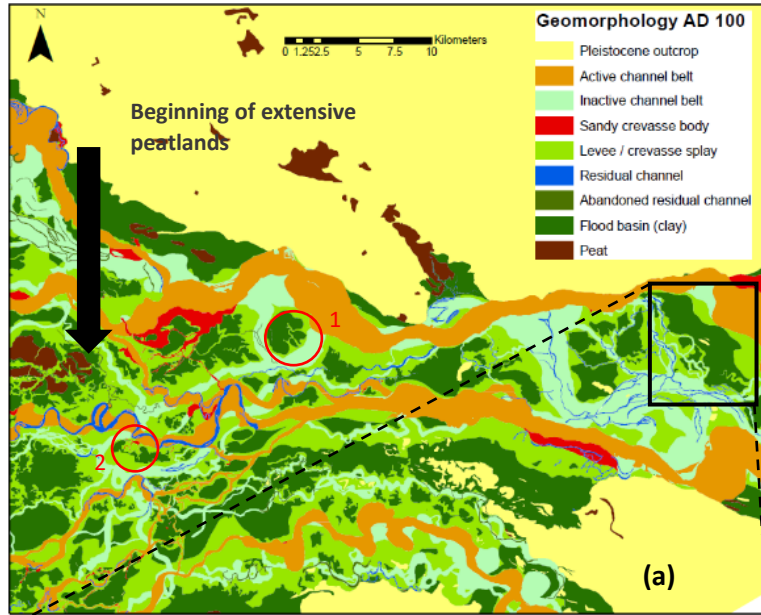 Geomorphology AD 100
Pleistocene outcrop
Active channel belt
Inactive channel belt
Sandy crevasse body
Levee / crevasse splay
Residual channel
Abandoned residual channel
Flood basin (clay)
Peat
N
Kilometers
0 1.252.5 5 7.5 10
Beginning of extensive
peatlands
1
2
(a)